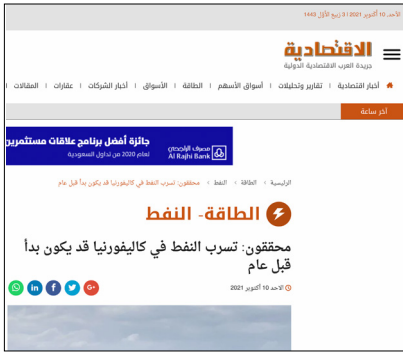 الأحد, 10 أكتوبر 2021 | 3 ربيع الأول 1443
الاقتصادية
جريدة العرب الاقتصادية الدولية
أخبار اقتصادية | تقارير وتحليلات | أسواق الأسهم | الطاقة | الأسواق | أخبار الشركات | عقارات | المقالات |
اخر ساعة
مصرف الراجحي
Al Rajhi Bank
جائزة أفضل برنامج علاقات مستثمرين
لعام 2020 من تداول السعودية
الرئيسية > الطاقة > النفط > محققون: تسرب النفط في كاليفورنيا قد يكون بدأ قبل عام
الطاقة- النفط
محققون: تسرب النفط في كاليفورنيا قد يكون بدأ
قبل عام
الاحد 10 أكتوبر 2021